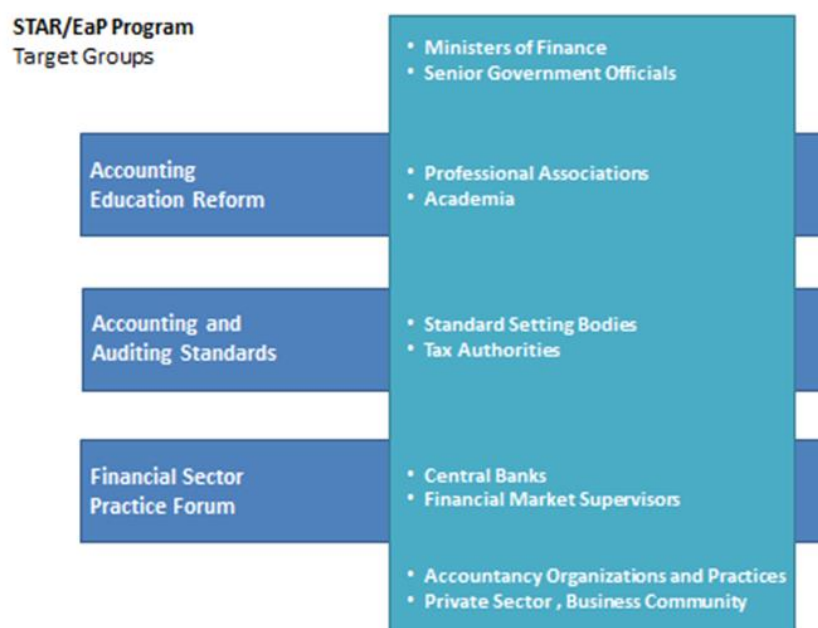 STAR/EaP Program
Target Groups
• Ministers of Finance
• Senior Government Officials
Accounting
Education Reform
• Professional Associations
• Academia
Accounting and
Auditing Standards
• Standard Setting Bodies
• Tax Authorities
Financial Sector
Practice Forum
• Central Banks
• Financial Market Supervisors
• Accountancy Organizations and Practices
• Private Sector , Business Community